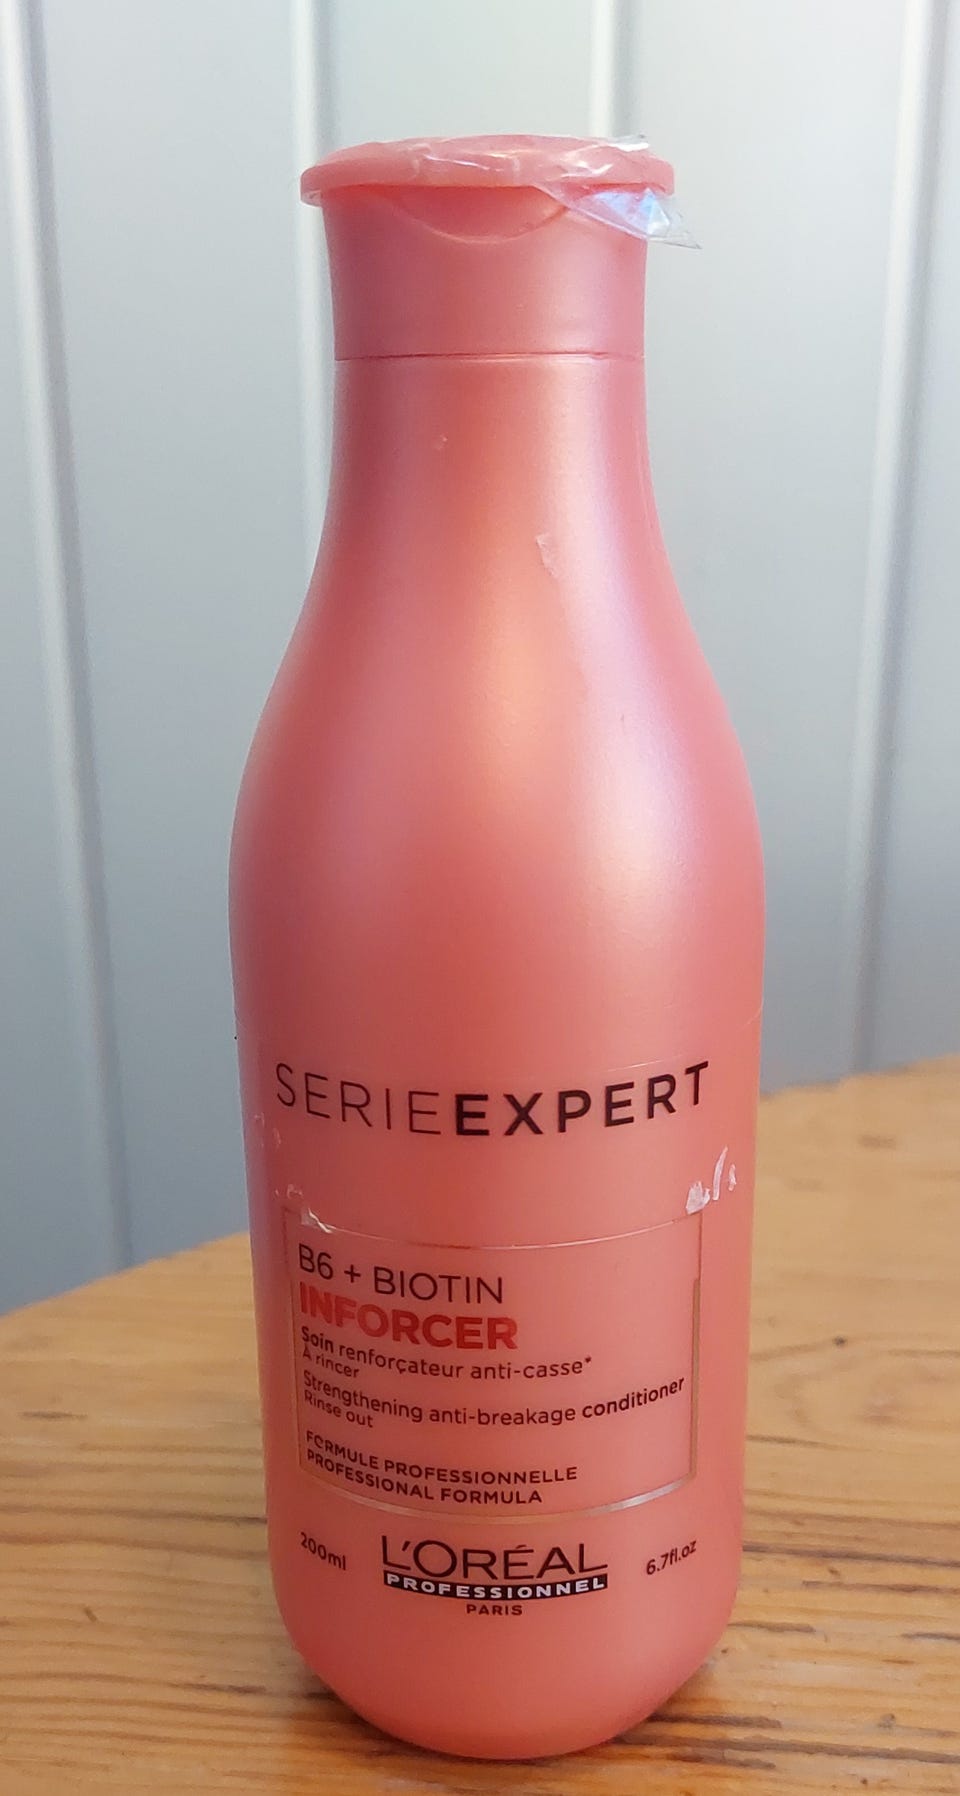 SERIEEXPERT
B6 + BIOTIN
INFORCER
Soin renforçateur anti-casse*
À rincer
Strengthening anti-breakage conditioner
Rinse out
FORMULE PROFESSIONNELLE
PROFESSIONAL FORMULA
200ml
L'ORÉAL
PROFESSIONNEL
PARIS
6.7fl.oz